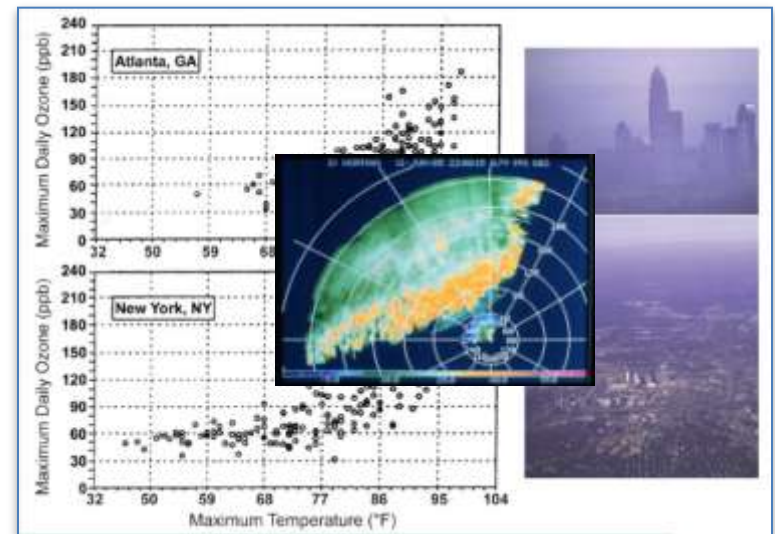 240
210
180
150
120
90
60
30
0
Maximum Daily Ozone (ppb)
Atlanta, GA
32 50 59 68
240
210
180
150
120
90
60
30
0
Maximum Daily Ozone (ppb)
New York, NY
32 50 59 68 77 86 95 104
Maximum Temperature (°F)